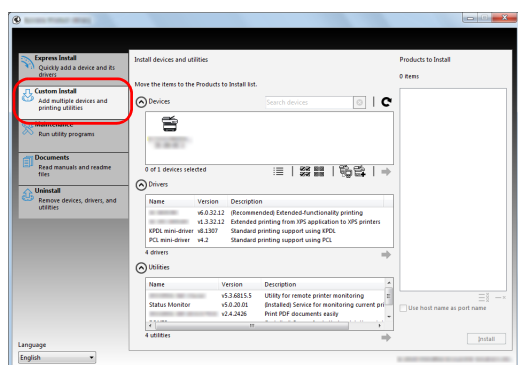 Express Install
Quickly add a device and its
drivers
Custom Install
Add multiple devices and
printing utilities
Maintenance
Run utility programs
Documents
Read manuals and readme
files
Uninstall
Remove devices, drivers, and
utilities
Language
English
Install devices and utilities
Move the items to the Products to Install list.
Devices
Search devices
0 of 1 devices selected
Drivers
Name Version Description
v6.0.32.12 (Recommended) Extended-functionality printing
v1.3.32.12 Extended printing from XPS application to XPS printers
KPDL mini-driver v8.1307 Standard printing support using KPDL
PCL mini-driver v4.2 Standard printing support using PCL
4 drivers
Utilities
Name Version Description
v5.3.6815.5 Utility for remote printer monitoring
Status Monitor v5.0.20.01 (Installed) Service for monitoring current pri
v2.4.2426 Print PDF documents easily
4 utilities
Products to Install
0 items
Use host name as port name
Install